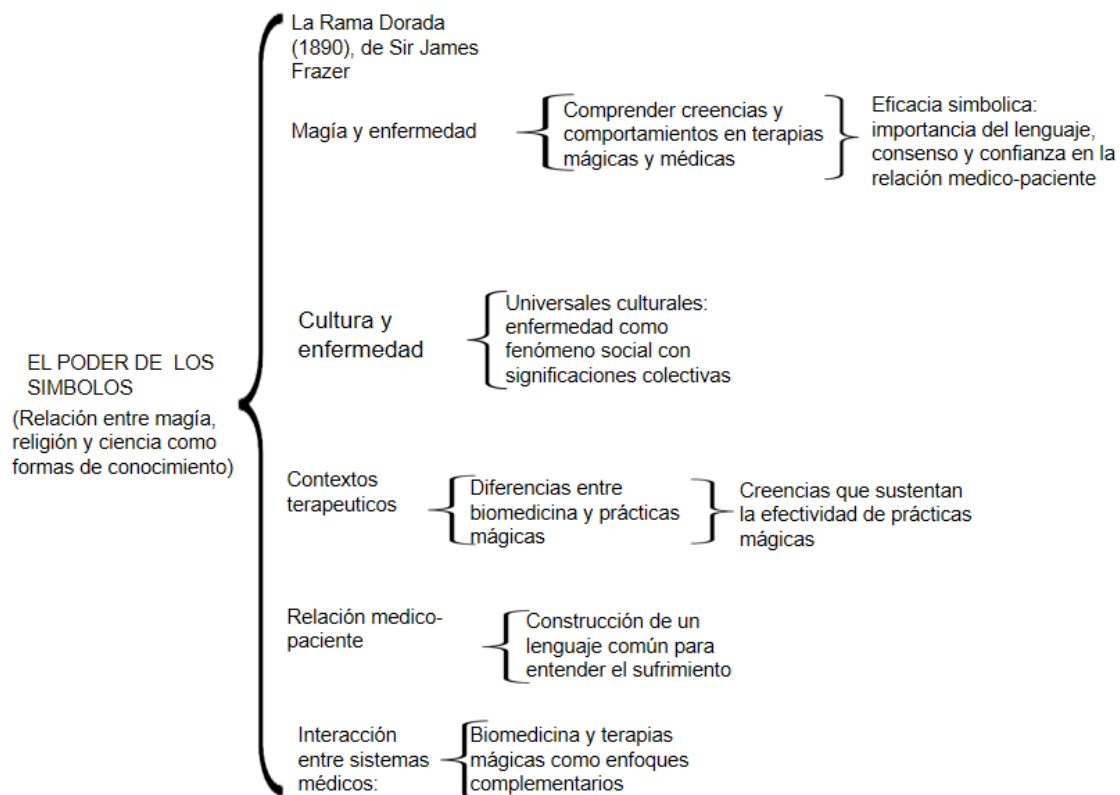 La Rama Dorada
(1890), de Sir James
Frazer
Magía y enfermedad
Comprender creencias y
comportamientos en terapias
mágicas y médicas
Eficacia simbolica:
importancia del lenguaje,
consenso y confianza en la
relación medico-paciente
EL PODER DE LOS
SIMBOLOS
(Relación entre magía,
religión y ciencia como
formas de conocimiento)
Cultura y
enfermedad
Universales culturales:
enfermedad como
fenómeno social con
significaciones colectivas
Contextos
terapeuticos
Diferencias entre
biomedicina y prácticas
mágicas
Creencias que sustentan
la efectividad de prácticas
mágicas
Relación medico-
paciente
Construcción de un
lenguaje común para
entender el sufrimiento
Interacción
entre sistemas
médicos:
Biomedicina y terapias
mágicas como enfoques
complementarios